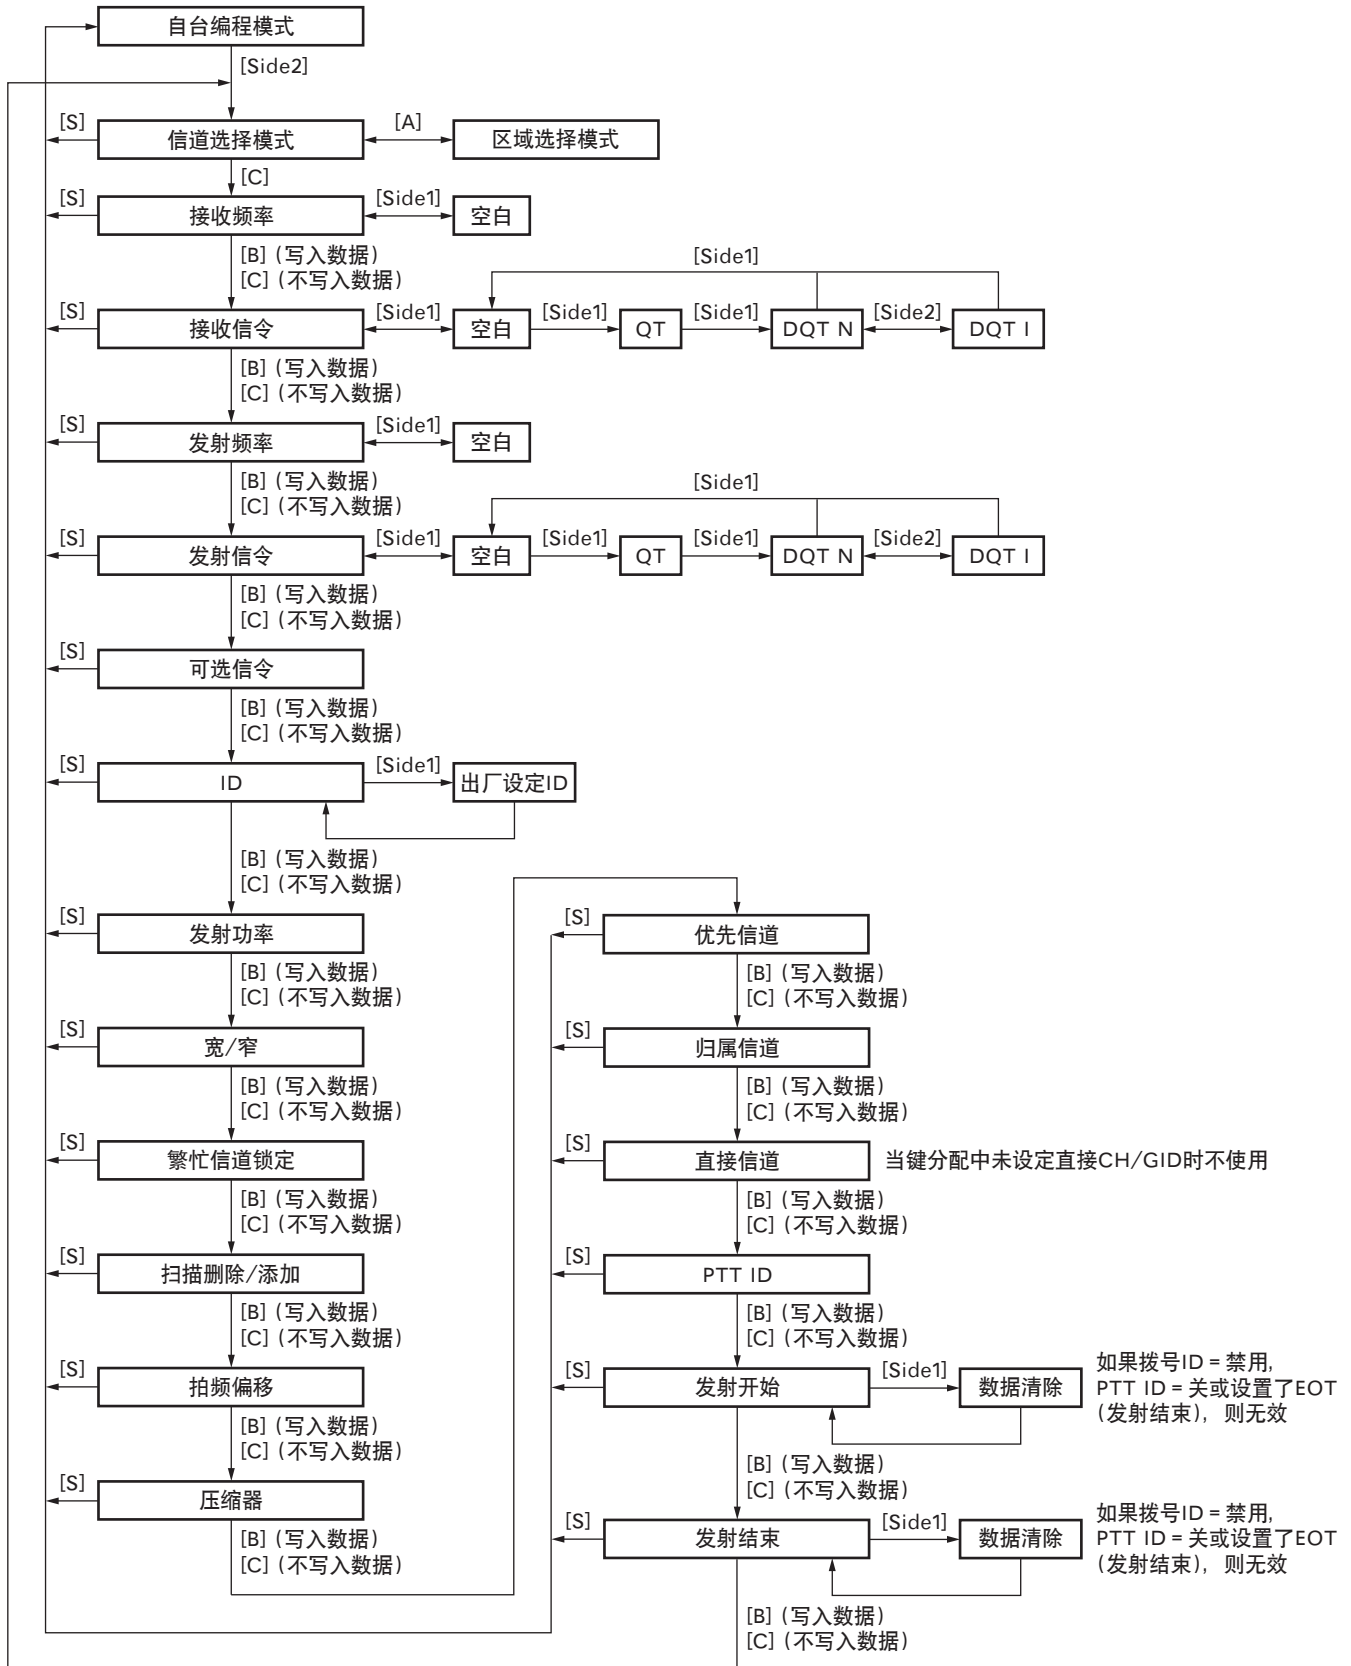 自台编程模式
[Side2]
[S]
信道选择模式
[A]
区域选择模式
[C]
[S]
接收频率
[Side1]
空白
[B] (写入数据)
[C] (不写入数据)
[Side1]
[S]
接收信令
[Side1]
空白
[Side1]
QT
[Side1]
DQT N
[Side2]
DQT I
[B] (写入数据)
[C] (不写入数据)
[S]
发射频率
[Side1]
空白
[B] (写入数据)
[C] (不写入数据)
[Side1]
[S]
发射信令
[Side1]
空白
[Side1]
QT
[Side1]
DQT N
[Side2]
DQT I
[B] (写入数据)
[C] (不写入数据)
[S]
可选信令
[B] (写入数据)
[C] (不写入数据)
[S]
ID
[Side1]
出厂设定ID
[B] (写入数据)
[C] (不写入数据)
[S]
发射功率
[B] (写入数据)
[C] (不写入数据)
[S]
宽/窄
[B] (写入数据)
[C] (不写入数据)
[S]
繁忙信道锁定
[B] (写入数据)
[C] (不写入数据)
[S]
扫描删除/添加
[B] (写入数据)
[C] (不写入数据)
[S]
拍频偏移
[B] (写入数据)
[C] (不写入数据)
[S]
压缩器
[B] (写入数据)
[C] (不写入数据)
[S]
优先信道
[B] (写入数据)
[C] (不写入数据)
[S]
归属信道
[B] (写入数据)
[C] (不写入数据)
[S]
直接信道
当键分配中未设定直接CH/GID时不使用
[B] (写入数据)
[C] (不写入数据)
[S]
PTT ID
[B] (写入数据)
[C] (不写入数据)
[S]
发射开始
[Side1]
数据清除
如果拨号ID = 禁用,
PTT ID = 关或设置了EOT
(发射结束), 则无效
[B] (写入数据)
[C] (不写入数据)
[S]
发射结束
[Side1]
数据清除
如果拨号ID = 禁用,
PTT ID = 关或设置了EOT
(发射结束), 则无效
[B] (写入数据)
[C] (不写入数据)